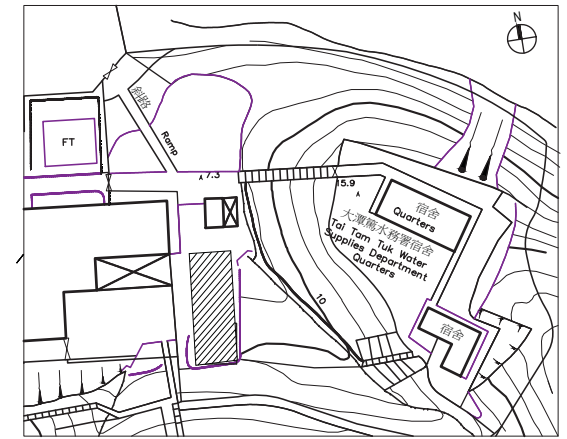 N
斜路
Ramp
FT
7.3
15.9
宿舍
Quarters
大潭篤水務署宿舍
Tai Tam Tuk Water
Supplies Department
Quarters
10
宿舍